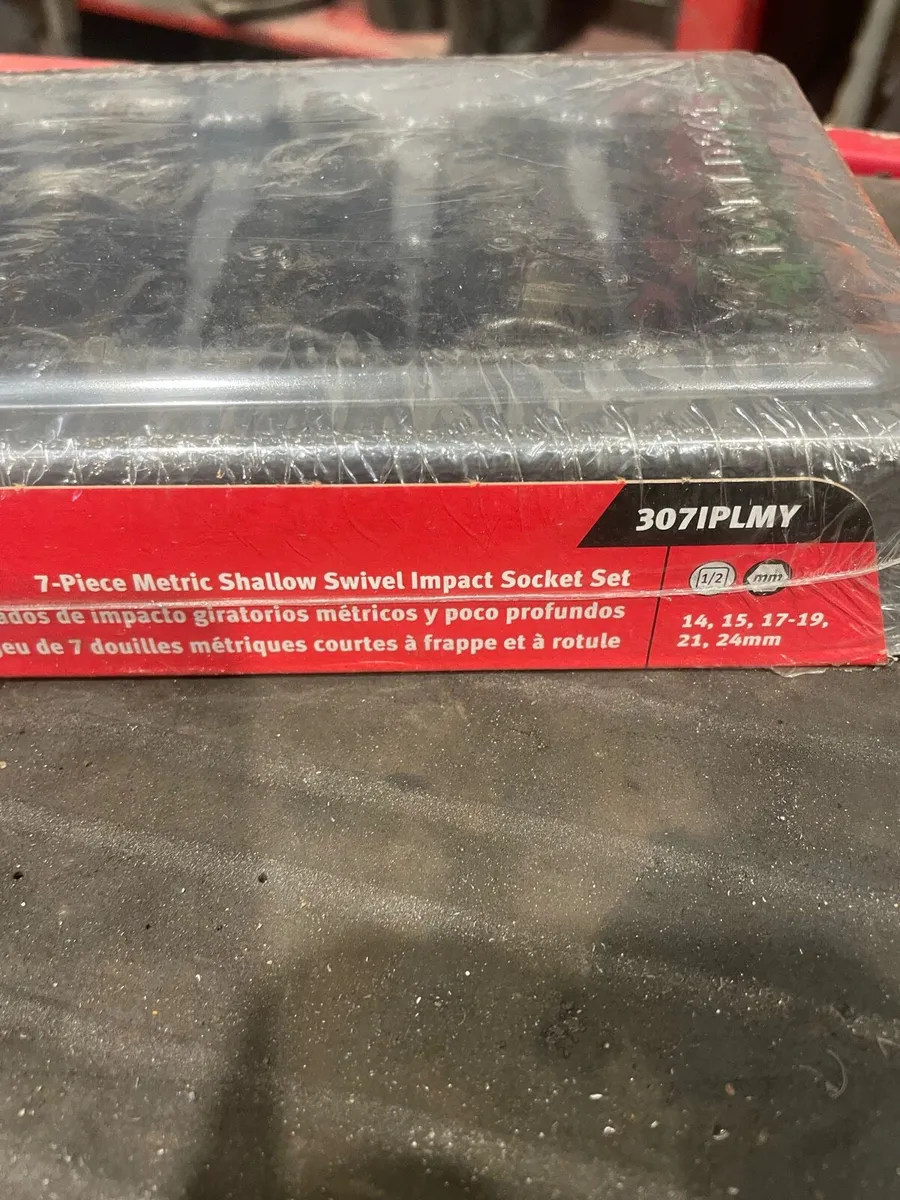 307IPLMY
7-Piece Metric Shallow Swivel Impact Socket Set
de impacto giratorios métricos y poco profundos
de 7 douilles métriques courtes à frappe et à rotule
1/2 mm
14, 15, 17-19,
21, 24mm